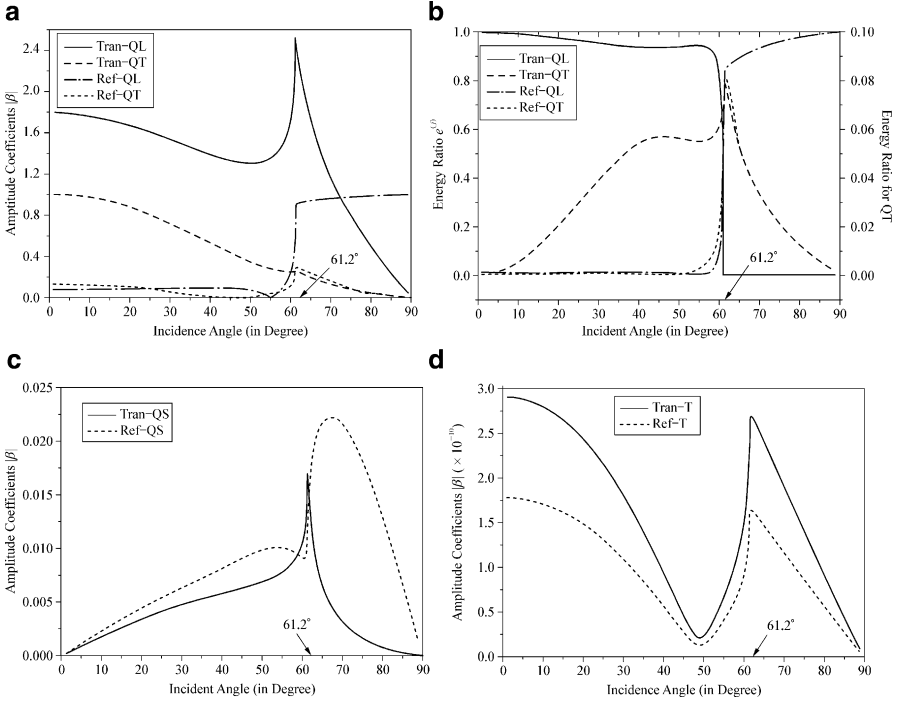 a
Amptitude Coefficients |β|
2.4
2.0
1.6
1.2
0.8
0.4
0.0
Tran−QL
Tran−QT
Ref−QL
Ref−QT
61.2°
0 10 20 30 40 50 60 70 80 90
Incidence Angle (in Degree)
b
Energy Ratio
1.0
0.8
0.6
0.4
0.2
0.0
Tran−QL
Tran−QT
Ref−QL
Ref−QT
61.2°
0.10
0.08
0.06
0.04
0.02
0.00
Energy Ratio for QT
0 10 20 30 40 50 60 70 80 90
Incident Angle (in Degree)
c
Amplitude Coefficients |β|
0.025
0.020
0.015
0.010
0.005
0.000
Tran−QS
Ref−QS
61.2°
0 10 20 30 40 50 60 70 80 90
Incident Angle (in Degree)
d
Amplitude Coefficients |β| (× 10⁻¹⁰)
3.0
2.5
2.0
1.5
1.0
0.5
0.0
Tran−T
Ref−T
61.2°
0 10 20 30 40 50 60 70 80 90
Incidence Angle (in Degree)